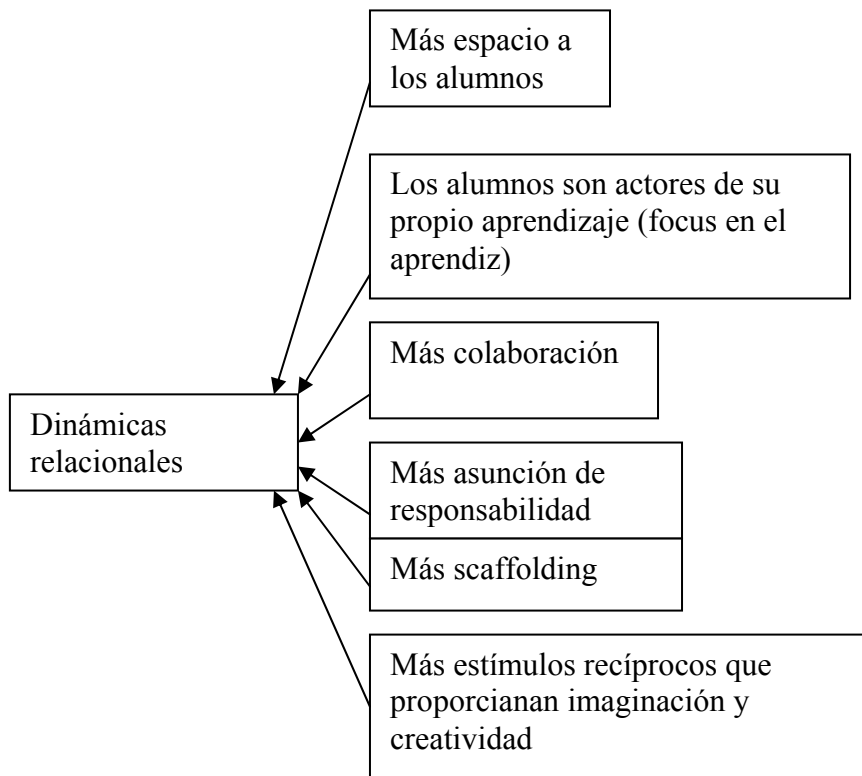 Más espacio a
los alumnos
Los alumnos son actores de su
propio aprendizaje (focus en el
aprendiz)
Más colaboración
Dinámicas
relacionales
Más asunción de
responsabilidad
Más scaffolding
Más estímulos recíprocos que
proporcianan imaginación y
creatividad